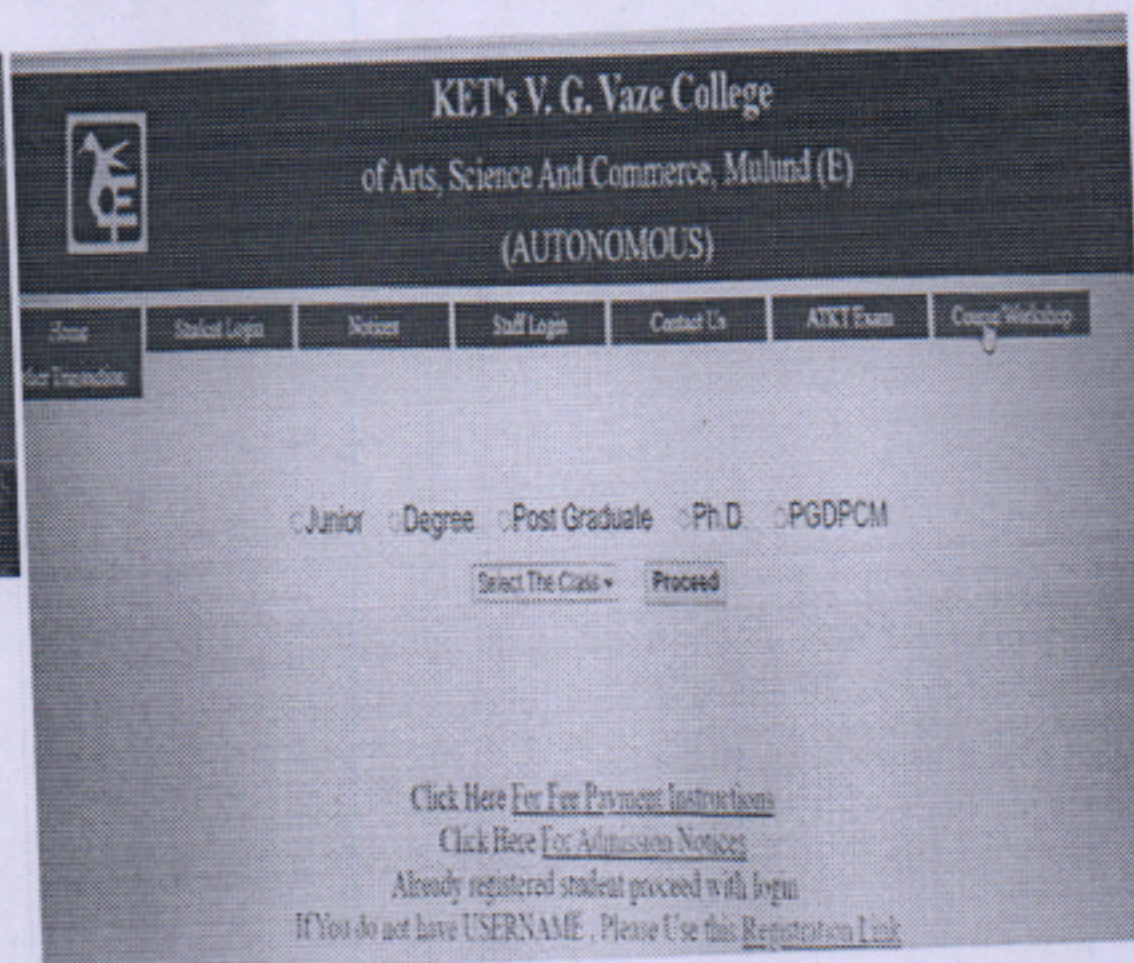 KET's V. G. Vaze College
of Arts, Science And Commerce, Mulund (E)
(AUTONOMOUS)
Home Student Login Notices Staff Login Contact Us ATKT Exam Course Workshop
Junior Degree Post Graduate Ph.D. PGDPCM
Select The Class Proceed
Click Here For Fee Payment Instructions
Click Here For Admission Notices
Already registered student proceed with login
If You do not have USERNAME , Please Use this Registration Link